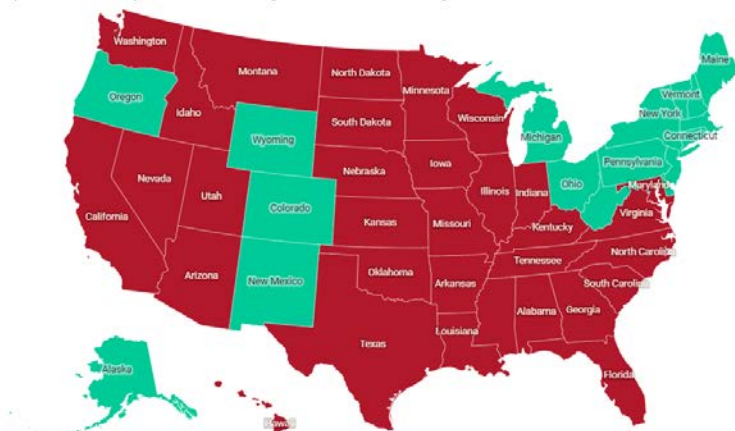 Washington
Montana
North Dakota
Minnesota
Maine
Oregon
Idaho
South Dakota
Wisconsin
Vermont
New York
Michigan
Connecticut
Wyoming
Nebraska
Iowa
Pennsylvania
Nevada
Utah
Colorado
Illinois
Indiana
Ohio
Maryland
California
Kansas
Missouri
Kentucky
Virginia
Arizona
New Mexico
Oklahoma
Arkansas
Tennessee
North Carolina
South Carolina
Texas
Louisiana
Alabama
Georgia
Alaska
Florida
Hawaii